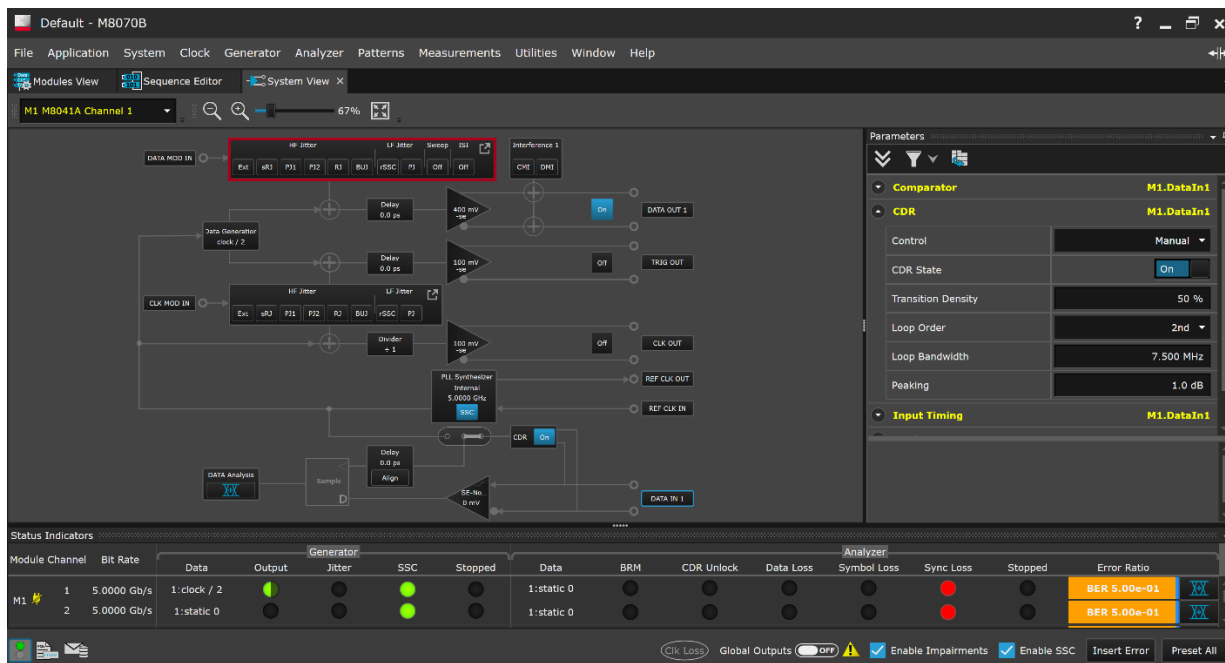 Default - M8070B
File Application System Clock Generator Analyzer Patterns Measurements Utilities Window Help
Modules View Sequence Editor System View
M1 M8041A Channel 1 67%
HF Jitter LF Jitter Sweep ISI Interference 1
DATA MOD IN
Ext sRJ PJ1 PJ2 RJ BUJ rSSC PJ Off Off CMI DMI
Delay
0.0 ps
400 mV
-se
On
DATA OUT 1
Data Generation
clock / 2
Delay
0.0 ps
100 mV
-se
Off
TRIG OUT
HF Jitter LF Jitter
CLK MOD IN
Ext sRJ PJ1 PJ2 RJ BUJ rSSC PJ
Divider
÷ 1
100 mV
-se
Off
CLK OUT
PLL Synthesizer
Internal
5.0000 GHz
SSC
REF CLK OUT
REF CLK IN
CDR On
Delay
0.0 ps
Align
DATA Analysis
Sample
D
SE-No...
0 mV
DATA IN 1
Parameters
Comparator M1.DataIn1
CDR M1.DataIn1
Control Manual
CDR State On
Transition Density 50 %
Loop Order 2nd
Loop Bandwidth 7.500 MHz
Peaking 1.0 dB
Input Timing M1.DataIn1
Status Indicators
Generator Analyzer
Module Channel Bit Rate Data Output Jitter SSC Stopped Data BRM CDR Unlock Data Loss Symbol Loss Sync Loss Stopped Error Ratio
M1
1 5.0000 Gb/s 1:clock / 2 1:static 0 BER 5.00e-01
2 5.0000 Gb/s 1:static 0 1:static 0 BER 5.00e-01
Clk Loss Global Outputs OFF Enable Impairments Enable SSC Insert Error Preset All